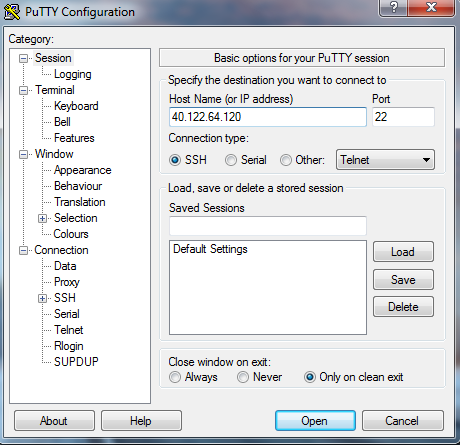 PuTTY Configuration
?
X
Category:
Session
Logging
Terminal
Keyboard
Bell
Features
Window
Appearance
Behaviour
Translation
Selection
Colours
Connection
Data
Proxy
SSH
Serial
Telnet
Rlogin
SUPDUP
Basic options for your PuTTY session
Specify the destination you want to connect to
Host Name (or IP address) Port
40.122.64.120 22
Connection type:
SSH Serial Other: Telnet
Load, save or delete a stored session
Saved Sessions
Default Settings
Load
Save
Delete
Close window on exit:
Always Never Only on clean exit
About Help Open Cancel